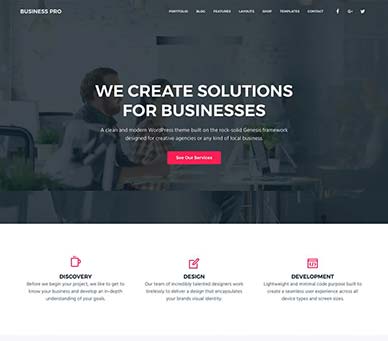 BUSINESS PRO
PORTFOLIO BLOG FEATURES LAYOUTS SHOP TEMPLATES CONTACT
WE CREATE SOLUTIONS
FOR BUSINESSES
A clean and modern WordPress theme built on the rock-solid Genesis framework
designed for creative agencies or any kind of local business.
See Our Services
DISCOVERY
Before we begin your project, we like to get to
know your business and develop an in-depth
understanding of your goals.
DESIGN
Our team of incredibly talented designers work
tirelessly to deliver a design that encapsulates
your brands visual identity.
DEVELOPMENT
Lightweight and minimal code purpose built to
create a seamless user experience across all
device types and screen sizes.